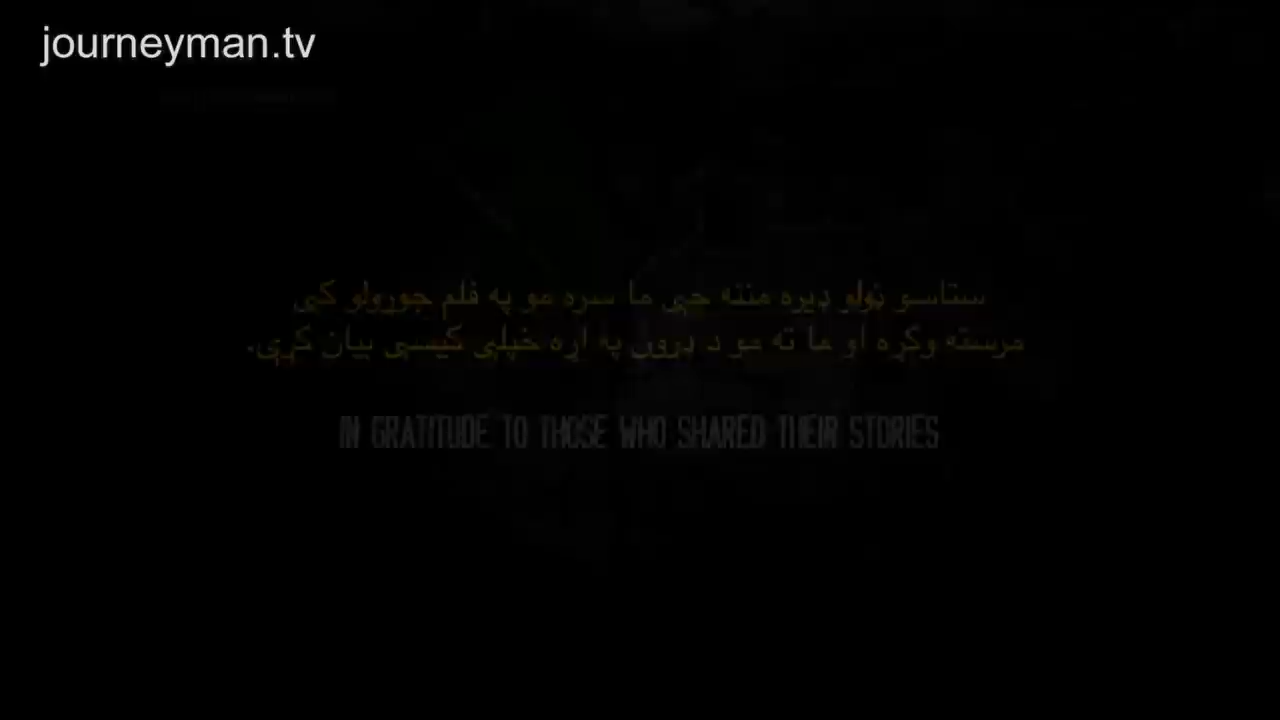 journeyman.tv
ستاسو ټولو ډېره مننه چې ما سره مو په فلم جوړولو کې
مرسته وکړه او ما ته مو د ډرون په اړه خپلې کیسې بیان کړې.
IN GRATITUDE TO THOSE WHO SHARED THEIR STORIES